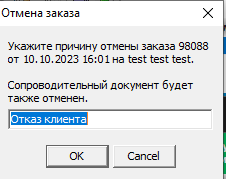 Отмена заказа
Укажите причину отмены заказа 98088
от 10.10.2023 16:01 на test test test.
Сопроводительный документ будет
также отменен.
Отказ клиента
OK
Cancel